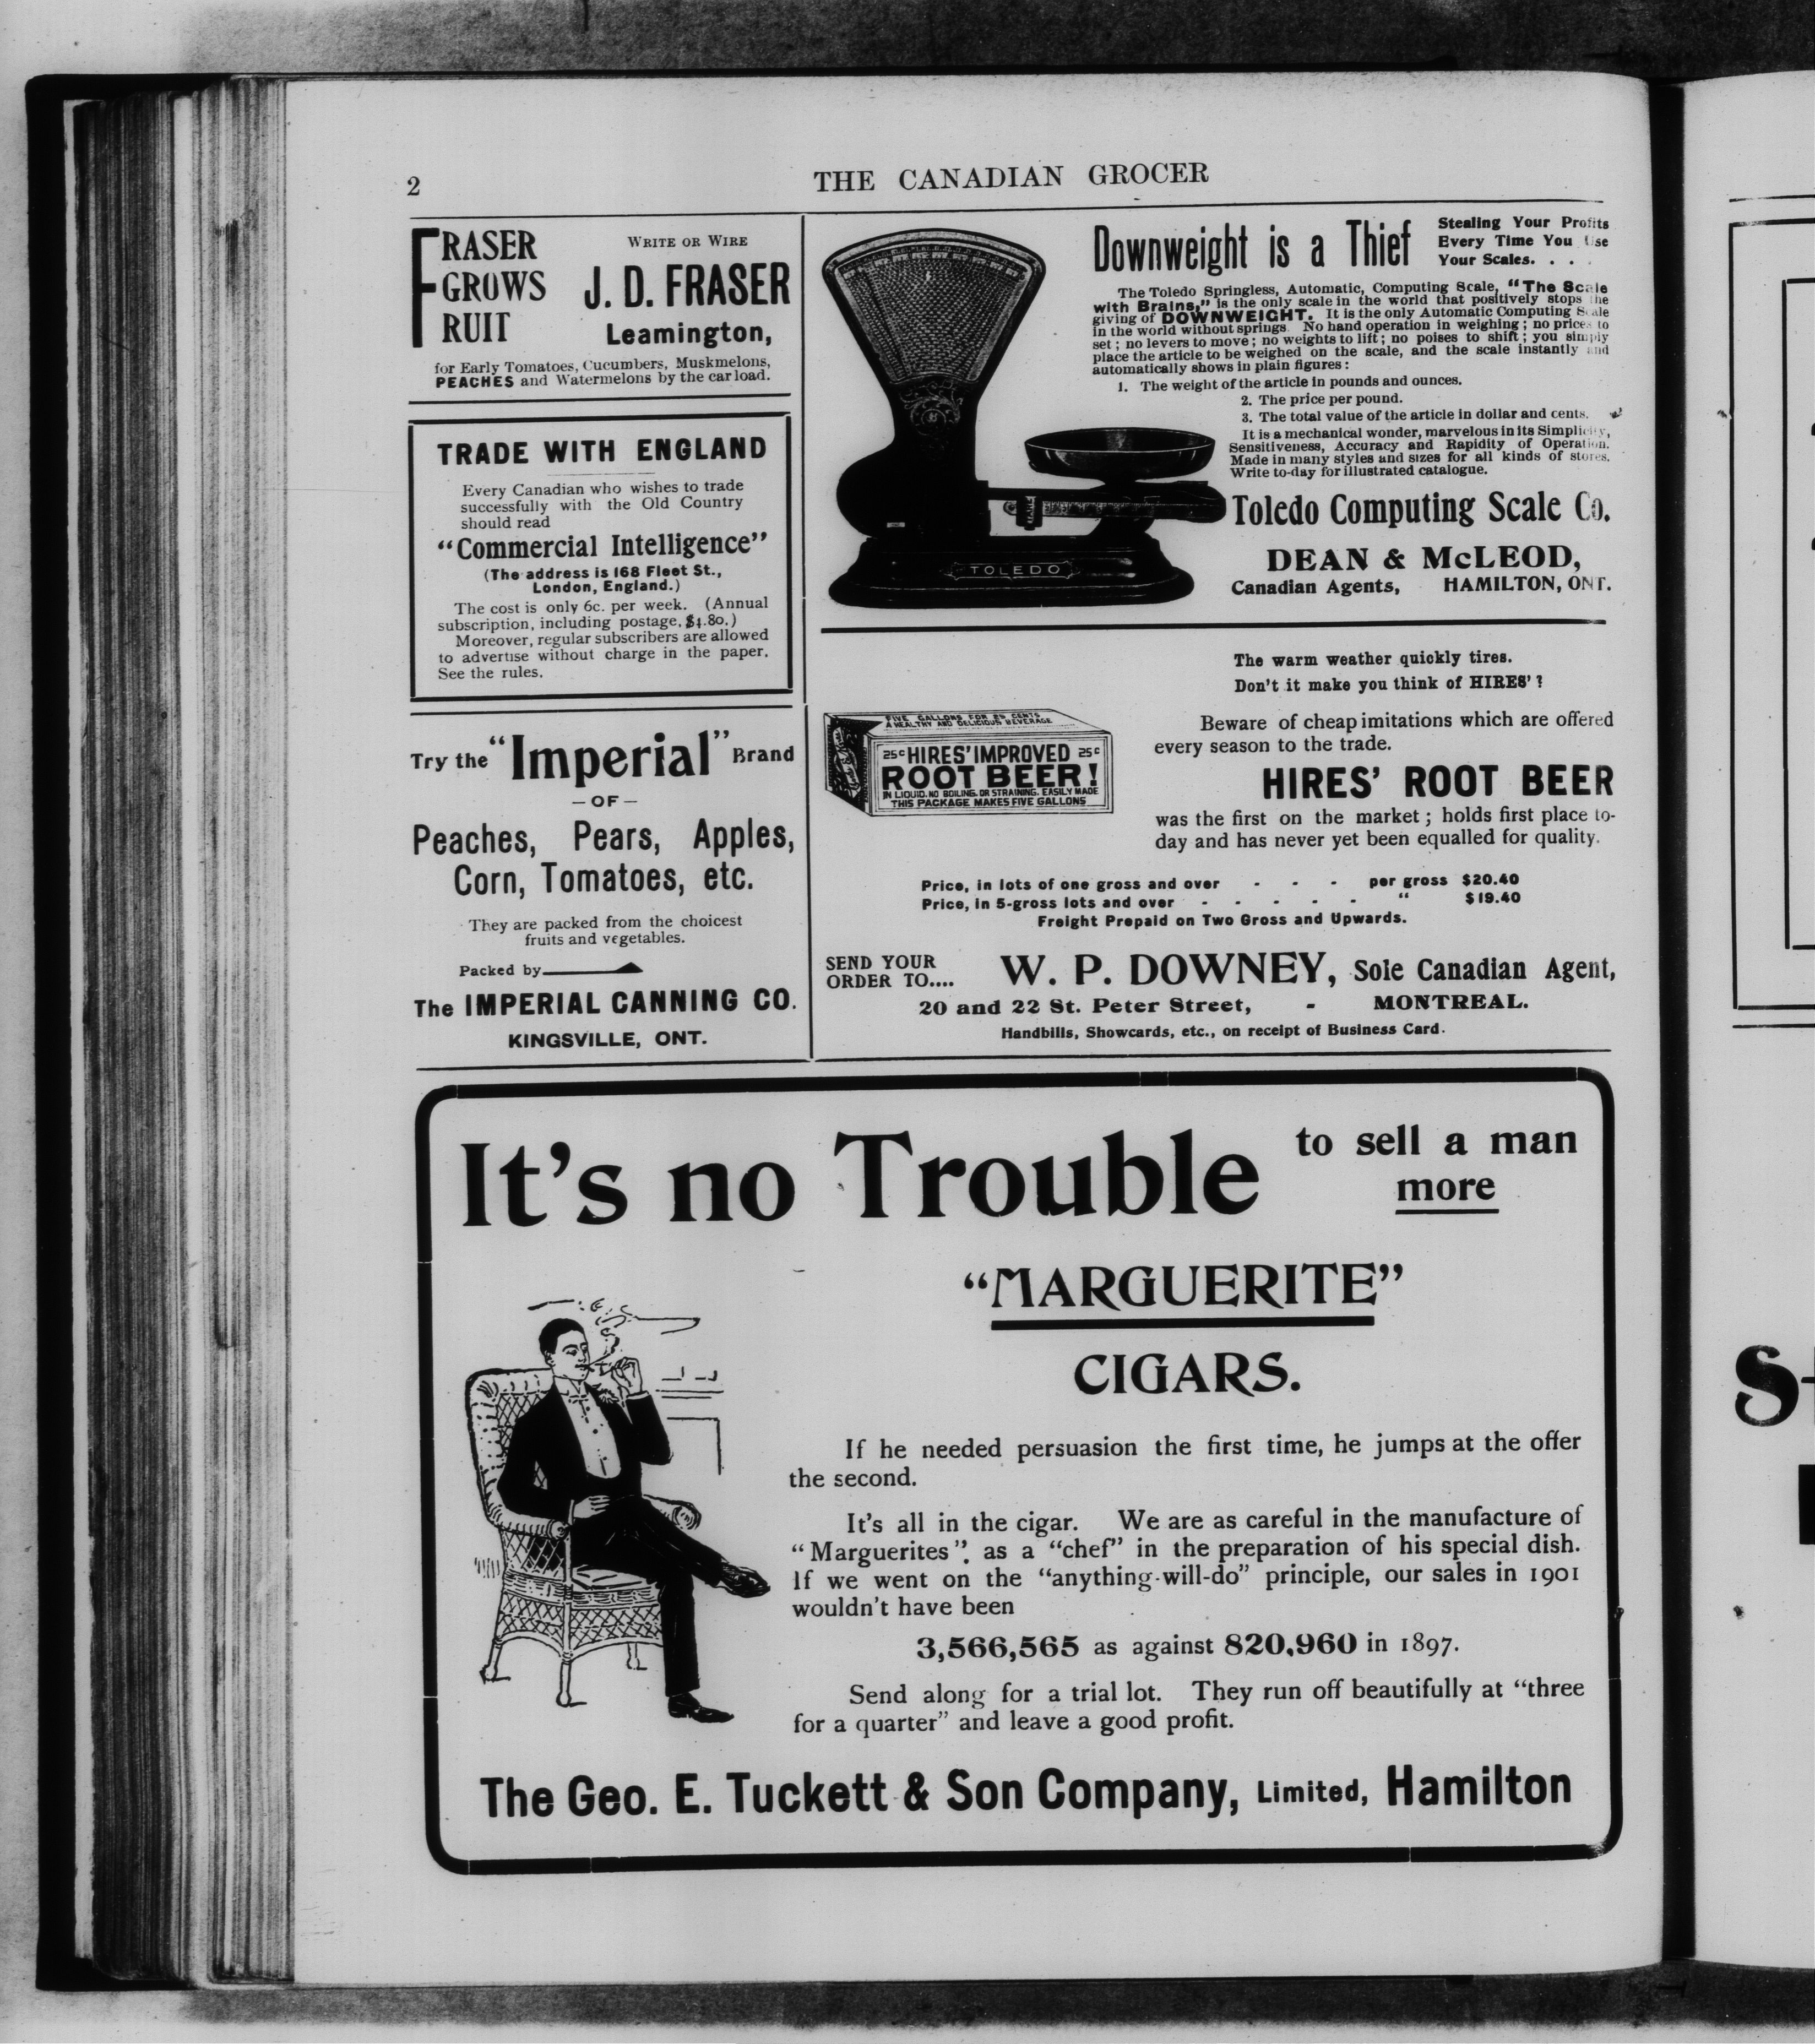 2
THE CANADIAN GROCER
FRASER
GROWS
RUIT
WRITE OR WIRE
J. D. FRASER
Leamington,
for Early Tomatoes, Cucumbers, Muskmelons,
PEACHES and Watermelons by the car load.
TRADE WITH ENGLAND
Every Canadian who wishes to trade
successfully with the Old Country
should read
"Commercial Intelligence"
(The address is 168 Fleet St.,
London, England.)
The cost is only 6c. per week. (Annual
subscription, including postage, $4.80.)
Moreover, regular subscribers are allowed
to advertise without charge in the paper.
See the rules.
Try the "Imperial" Brand
—OF—
Peaches, Pears, Apples,
Corn, Tomatoes, etc.
They are packed from the choicest
fruits and vegetables.
Packed by
The IMPERIAL CANNING CO.
KINGSVILLE, ONT.
Downweight is a Thief
Stealing Your Profits
Every Time You Use
Your Scales. . . .
The Toledo Springless, Automatic, Computing Scale, "The Scale
with Brains," is the only scale in the world that positively stops the
giving of DOWNWEIGHT. It is the only Automatic Computing Scale
in the world without springs. No hand operation in weighing; no prices to
set; no levers to move; no weights to lift; no poises to shift; you simply
place the article to be weighed on the scale, and the scale instantly and
automatically shows in plain figures:
1. The weight of the article in pounds and ounces.
2. The price per pound.
3. The total value of the article in dollar and cents.
It is a mechanical wonder, marvelous in its Simplicity,
Sensitiveness, Accuracy and Rapidity of Operation.
Made in many styles and sizes for all kinds of stores.
Write to-day for illustrated catalogue.
TOLEDO
Toledo Computing Scale Co.
DEAN & McLEOD,
Canadian Agents, HAMILTON, ONT.
The warm weather quickly tires.
Don't it make you think of HIRES'?
FIVE GALLONS FOR 25 CENTS
A HEALTHY AND DELICIOUS BEVERAGE
25c HIRES' IMPROVED 25c
ROOT BEER!
IN LIQUID. NO BOILING OR STRAINING. EASILY MADE
THIS PACKAGE MAKES FIVE GALLONS
Beware of cheap imitations which are offered
every season to the trade.
HIRES' ROOT BEER
was the first on the market; holds first place to-
day and has never yet been equalled for quality.
Price, in lots of one gross and over - - - per gross $20.40
Price, in 5-gross lots and over - - - - - " $19.40
Freight Prepaid on Two Gross and Upwards.
SEND YOUR
ORDER TO....
W. P. DOWNEY, Sole Canadian Agent,
20 and 22 St. Peter Street, - MONTREAL.
Handbills, Showcards, etc., on receipt of Business Card.
It's no Trouble to sell a man
more
"MARGUERITE"
CIGARS.
If he needed persuasion the first time, he jumps at the offer
the second.
It's all in the cigar. We are as careful in the manufacture of
"Marguerites", as a "chef" in the preparation of his special dish.
If we went on the "anything-will-do" principle, our sales in 1901
wouldn't have been
3,566,565 as against 820,960 in 1897.
Send along for a trial lot. They run off beautifully at "three
for a quarter" and leave a good profit.
The Geo. E. Tuckett & Son Company, Limited, Hamilton